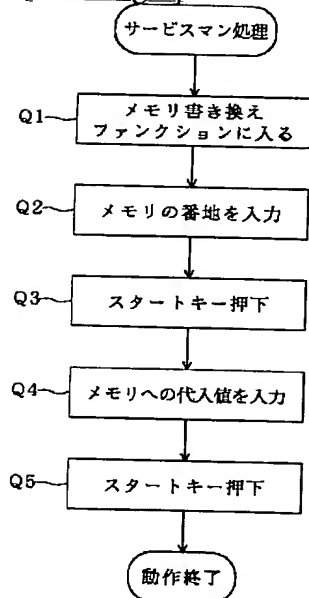 サービスマン処理
Q1
メモリ書き換え
ファンクションに入る
Q2
メモリの番地を入力
Q3
スタートキー押下
Q4
メモリへの代入値を入力
Q5
スタートキー押下
動作終了